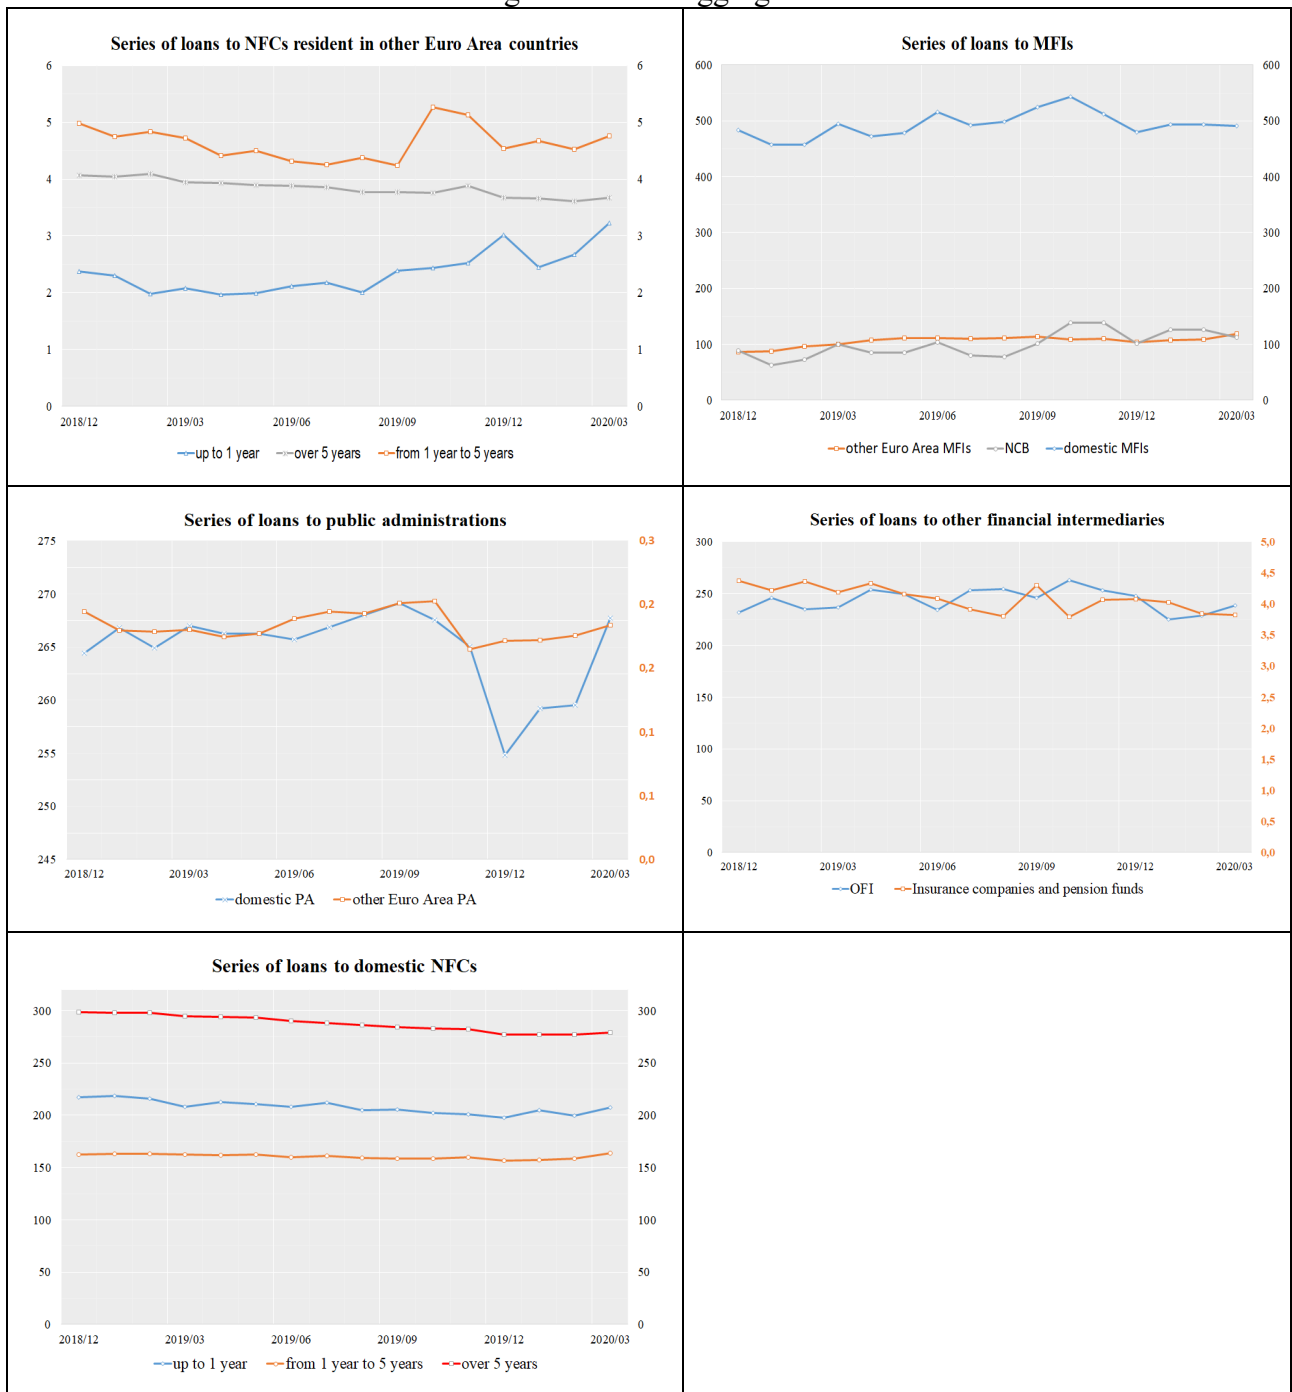 Series of loans to NFCs resident in other Euro Area countries
6 6
5 5
4 4
3 3
2 2
1 1
0 0
2018/12 2019/03 2019/06 2019/09 2019/12 2020/03
up to 1 year over 5 years from 1 year to 5 years
Series of loans to MFIs
600 600
500 500
400 400
300 300
200 200
100 100
0 0
2018/12 2019/03 2019/06 2019/09 2019/12 2020/03
other Euro Area MFIs NCB domestic MFIs
Series of loans to public administrations
275 0,3
270 0,2
265 0,2
260 0,1
255 0,1
250 0,0
245
2018/12 2019/03 2019/06 2019/09 2019/12 2020/03
domestic PA other Euro Area PA
Series of loans to other financial intermediaries
300 5,0
250 4,5
200 4,0
150 3,5
100 3,0
50 2,5
0 2,0
1,5
1,0
0,5
0,0
2018/12 2019/03 2019/06 2019/09 2019/12 2020/03
OFI Insurance companies and pension funds
Series of loans to domestic NFCs
300 300
250 250
200 200
150 150
100 100
50 50
0 0
2018/12 2019/03 2019/06 2019/09 2019/12 2020/03
up to 1 year from 1 year to 5 years over 5 years